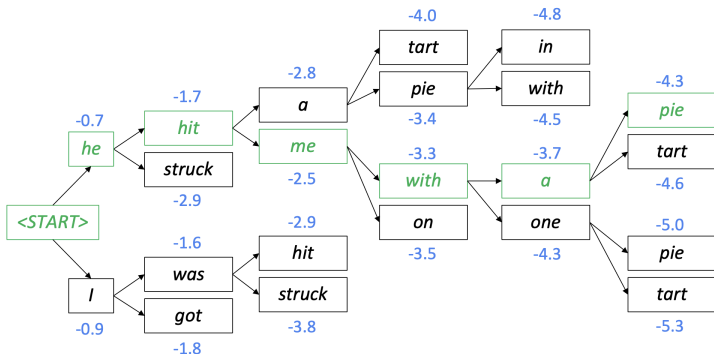 -4.0
-4.8
tart
in
-2.8
-1.7
a
pie
with
-4.3
-0.7
hit
-3.4
-4.5
pie
he
me
-3.3
-3.7
tart
struck
-2.5
with
a
-4.6
-2.9
<START>
-2.9
on
one
-5.0
-1.6
hit
-3.5
-4.3
pie
was
I
struck
tart
got
-0.9
-3.8
-5.3
-1.8